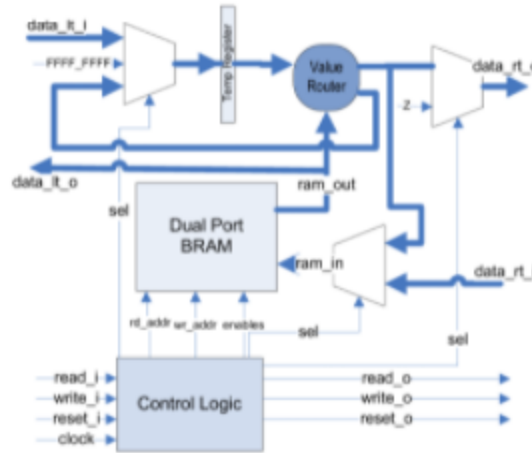 data_lt_i
FFFF_FFFF
Temp Register
Value
Router
Z
data_rt_o
data_lt_o
ram_out
sel
Dual Port
BRAM
ram_in
data_rt_i
rd_addr
wr_addr
enables
sel
sel
read_i
write_i
reset_i
clock
Control Logic
read_o
write_o
reset_o